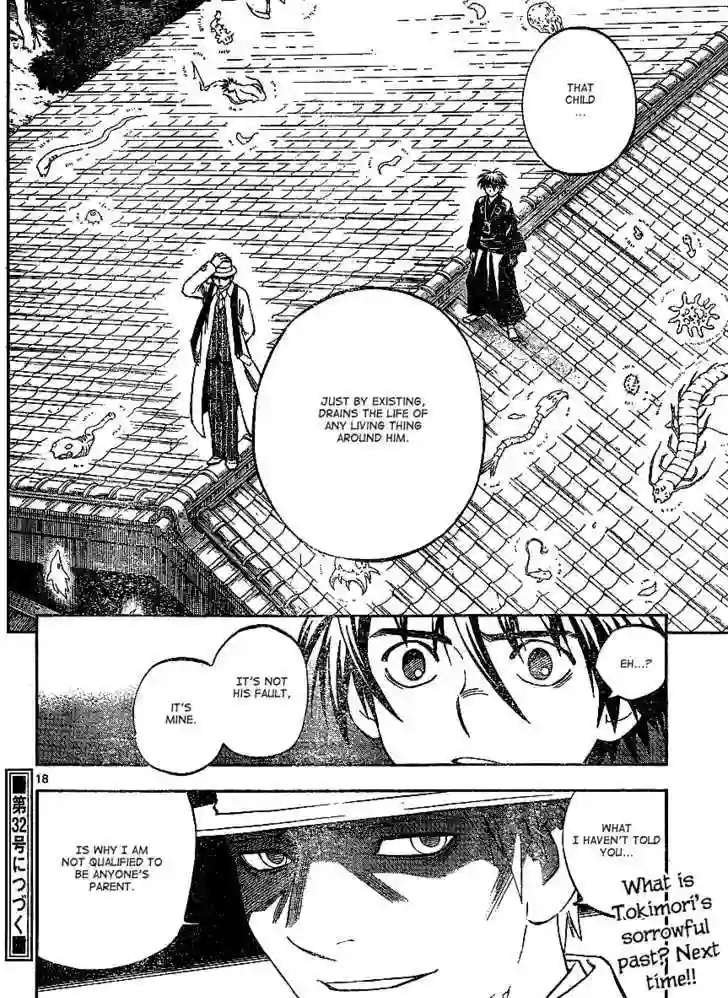 THAT
CHILD
...
JUST BY EXISTING,
DRAINS THE LIFE OF
ANY LIVING THING
AROUND HIM.
EH...?
IT'S NOT
HIS FAULT,
IT'S
MINE.
18
WHAT
I HAVEN'T TOLD
YOU...
IS WHY I AM
NOT QUALIFIED TO
BE ANYONE'S
PARENT.
What is
Tokimori's
sorrowful
past? Next
time!!
■第32号につづく■